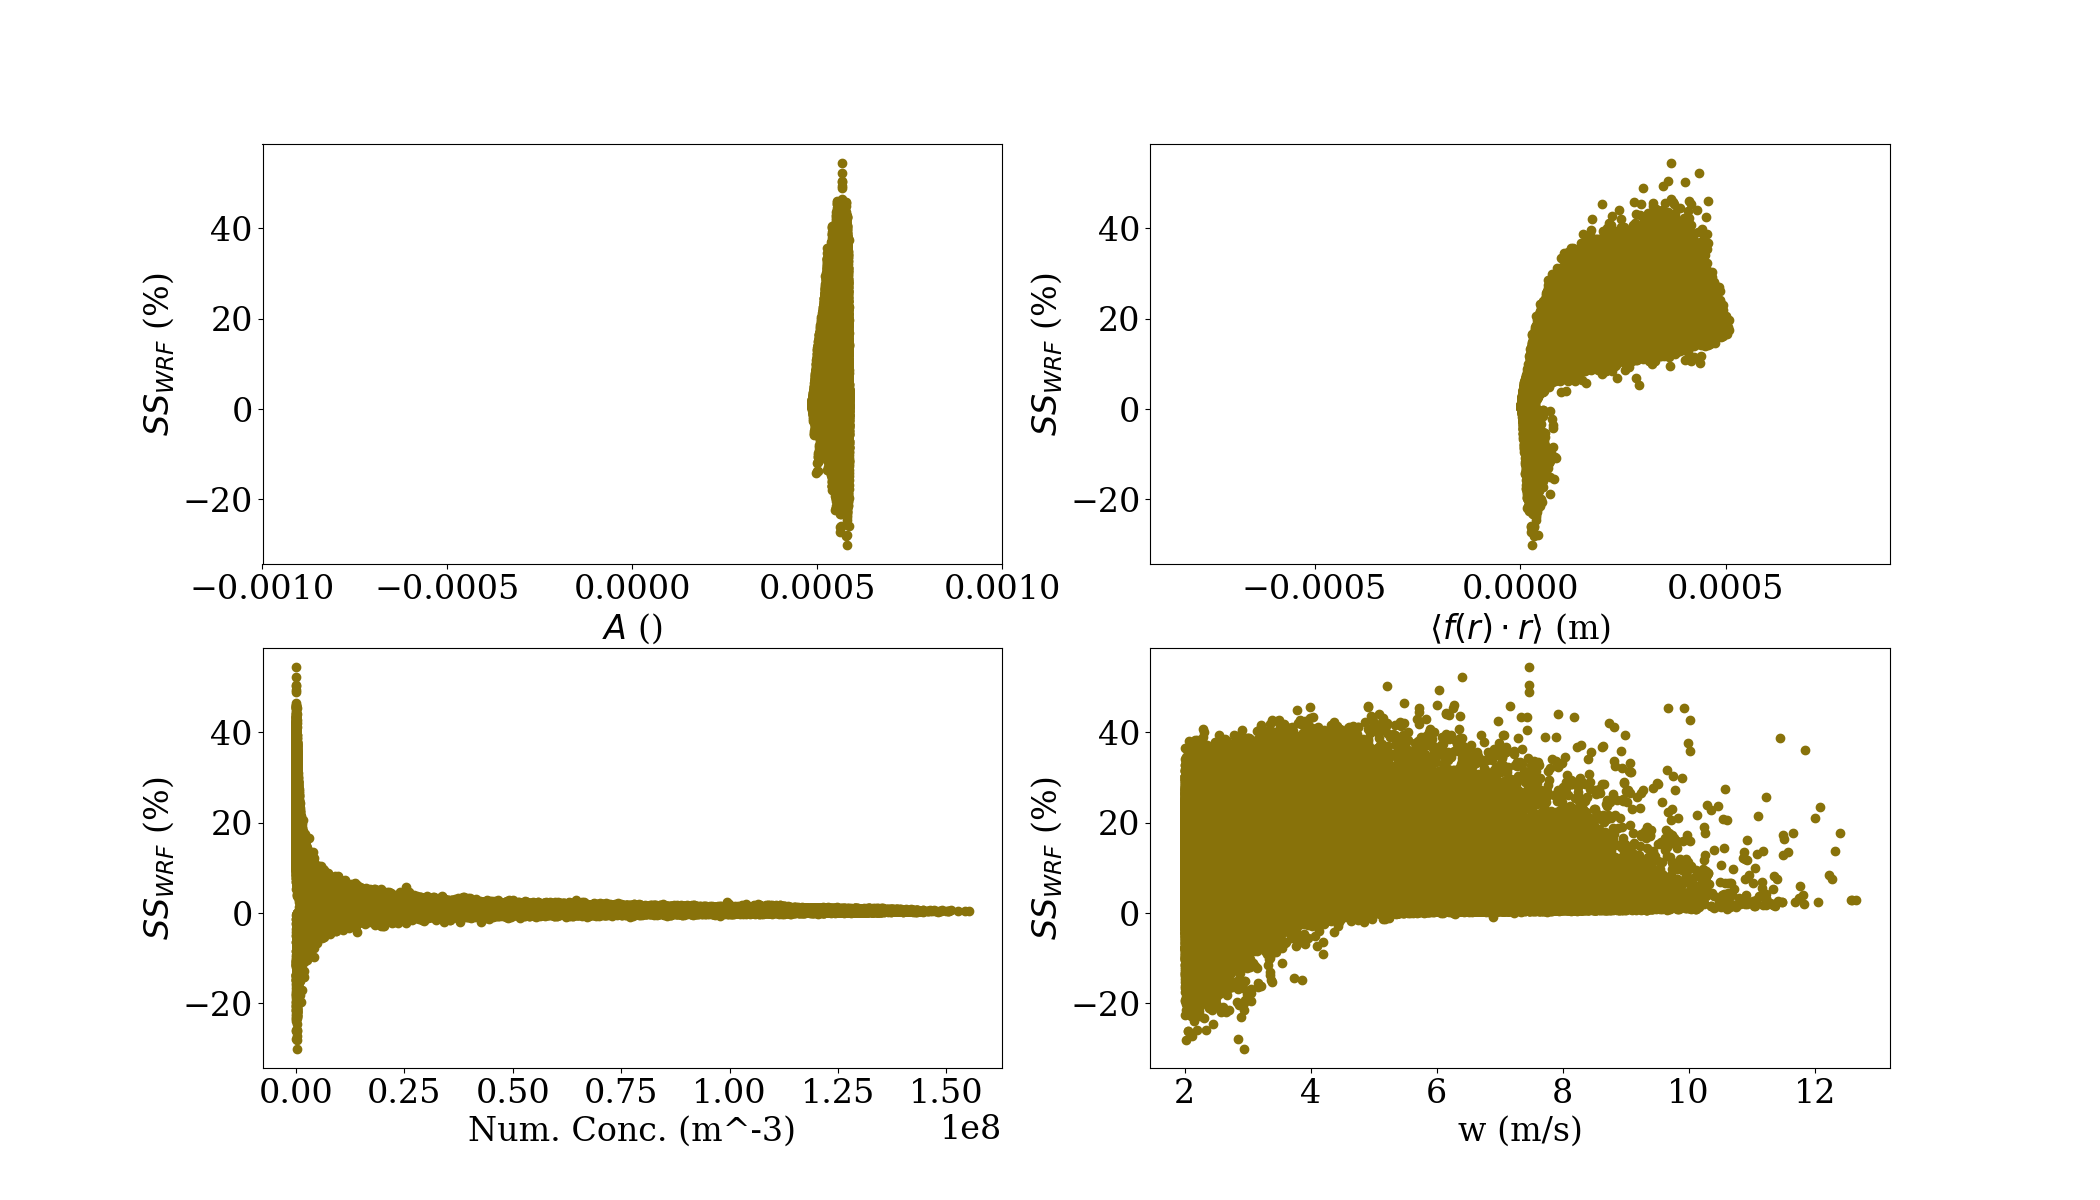 SS_WRF (%)
40
20
0
−20
−0.0010 −0.0005 0.0000 0.0005 0.0010
A ()
SS_WRF (%)
40
20
0
−20
−0.0005 0.0000 0.0005
⟨f(r) · r⟩ (m)
SS_WRF (%)
40
20
0
−20
0.00 0.25 0.50 0.75 1.00 1.25 1.50
Num. Conc. (m^-3)
1e8
SS_WRF (%)
40
20
0
−20
2 4 6 8 10 12
w (m/s)